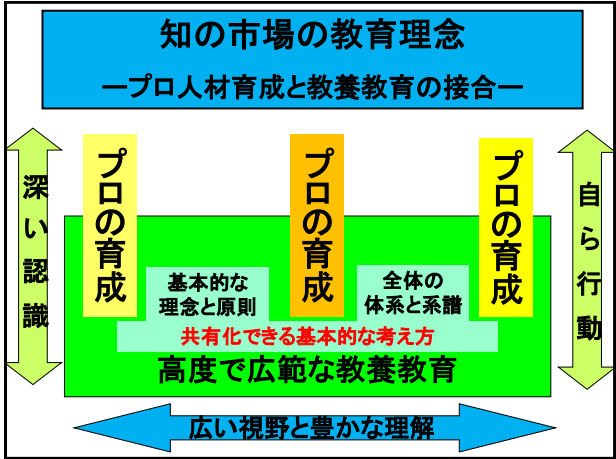 知の市場の教育理念
ープロ人材育成と教養教育の接合ー
深い認識
プロの育成
プロの育成
プロの育成
自ら行動
基本的な
理念と原則
全体の
体系と系譜
共有化できる基本的な考え方
高度で広範な教養教育
広い視野と豊かな理解